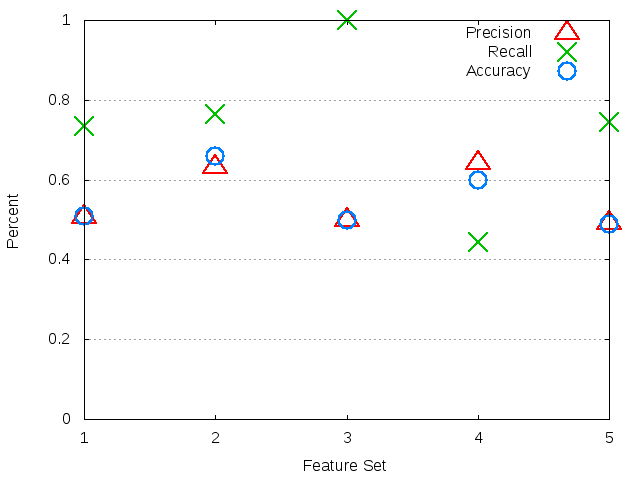 1
0.8
0.6
0.4
0.2
0
Percent
Precision
Recall
Accuracy
1 2 3 4 5
Feature Set